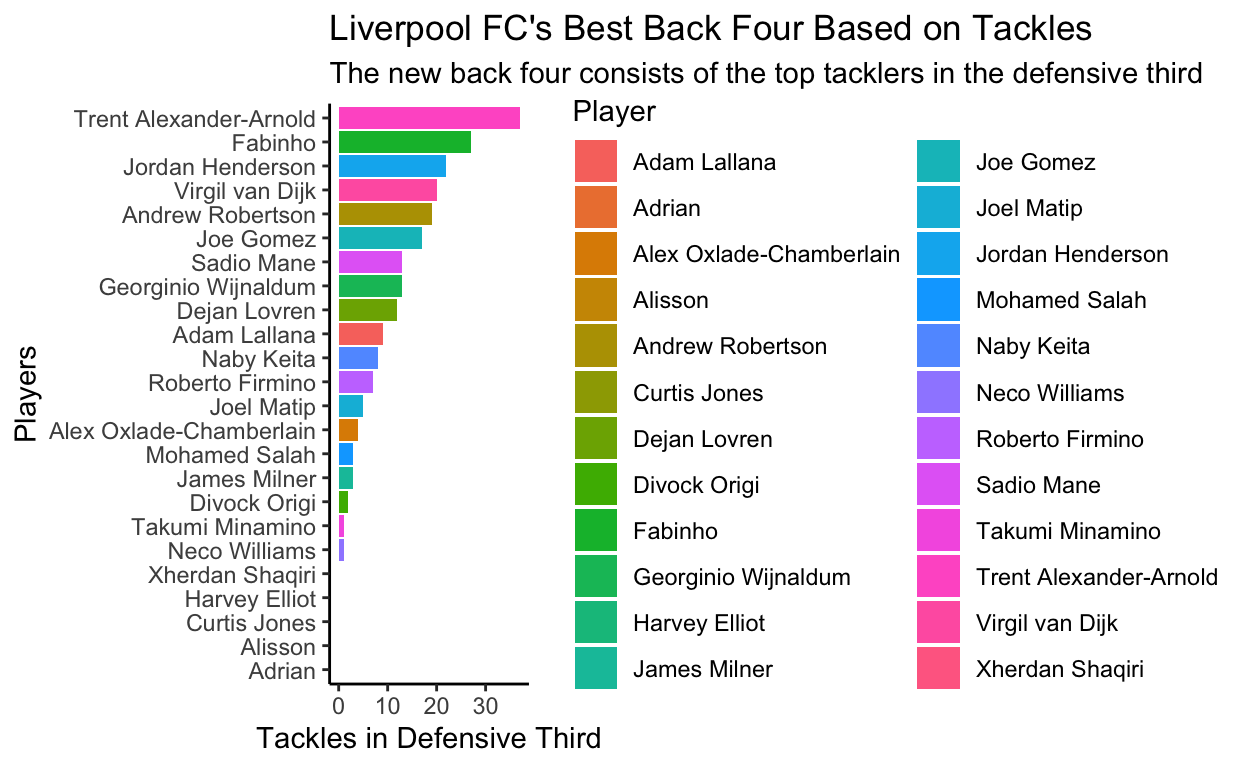 Liverpool FC's Best Back Four Based on Tackles
The new back four consists of the top tacklers in the defensive third
Players
Trent Alexander-Arnold
Fabinho
Jordan Henderson
Virgil van Dijk
Andrew Robertson
Joe Gomez
Sadio Mane
Georginio Wijnaldum
Dejan Lovren
Adam Lallana
Naby Keita
Roberto Firmino
Joel Matip
Alex Oxlade-Chamberlain
Mohamed Salah
James Milner
Divock Origi
Takumi Minamino
Neco Williams
Xherdan Shaqiri
Harvey Elliot
Curtis Jones
Alisson
Adrian
0 10 20 30
Tackles in Defensive Third
Player
Adam Lallana
Adrian
Alex Oxlade-Chamberlain
Alisson
Andrew Robertson
Curtis Jones
Dejan Lovren
Divock Origi
Fabinho
Georginio Wijnaldum
Harvey Elliot
James Milner
Joe Gomez
Joel Matip
Jordan Henderson
Mohamed Salah
Naby Keita
Neco Williams
Roberto Firmino
Sadio Mane
Takumi Minamino
Trent Alexander-Arnold
Virgil van Dijk
Xherdan Shaqiri